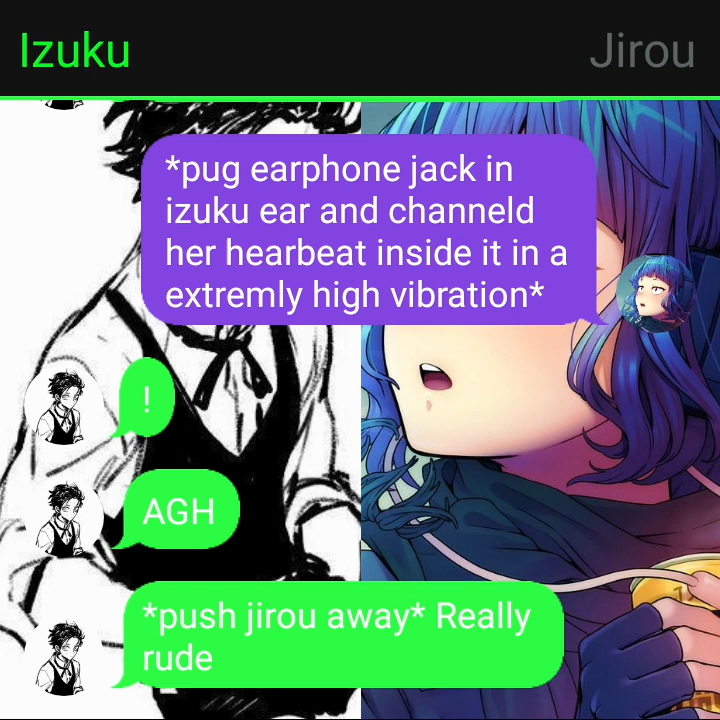 Izuku
Jirou
*pug earphone jack in
izuku ear and channeld
her hearbeat inside it in a
extremly high vibration*
!
AGH
*push jirou away* Really
rude